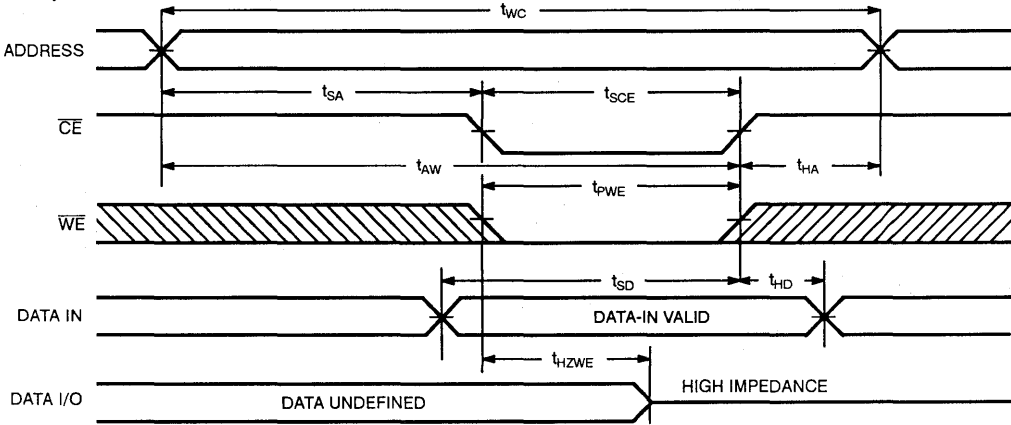 tWC
ADDRESS
tSA
tSCE
CE
tAW
tHA
tPWE
WE
tSD
tHD
DATA IN
DATA-IN VALID
tHZWE
DATA I/O
DATA UNDEFINED
HIGH IMPEDANCE